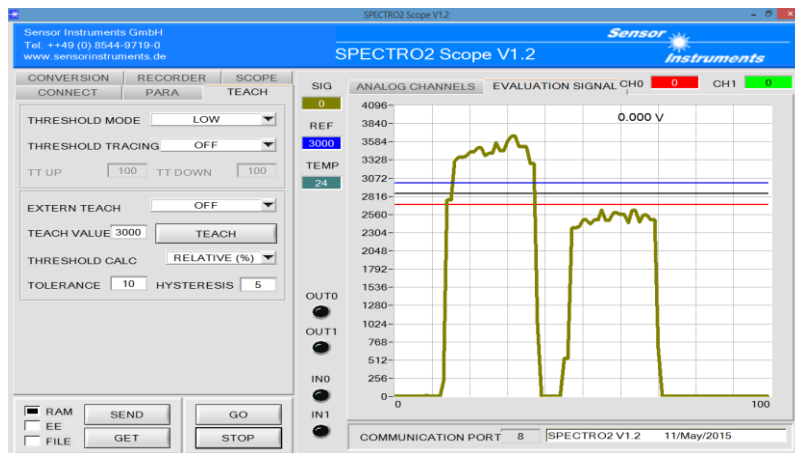 SPECTRO2 Scope V1.2
Sensor Instruments GmbH
Tel. ++49 (0) 8544-9719-0
www.sensorinstruments.de
SPECTRO2 Scope V1.2
Sensor
Instruments
CONVERSION RECORDER SCOPE
CONNECT PARA TEACH
THRESHOLD MODE LOW
THRESHOLD TRACING OFF
TT UP 100 TT DOWN 100
EXTERN TEACH OFF
TEACH VALUE 3000 TEACH
THRESHOLD CALC RELATIVE (%)
TOLERANCE 10 HYSTERESIS 5
RAM
EE
FILE
SEND GO
GET STOP
SIG
0
REF
3000
TEMP
24
OUT0
OUT1
IN0
IN1
ANALOG CHANNELS EVALUATION SIGNAL CH0 0 CH1 0
0.000 V
4096
3840
3584
3328
3072
2816
2560
2304
2048
1792
1536
1280
1024
768
512
256
0
0 100
COMMUNICATION PORT 8 SPECTRO2 V1.2 11/May/2015